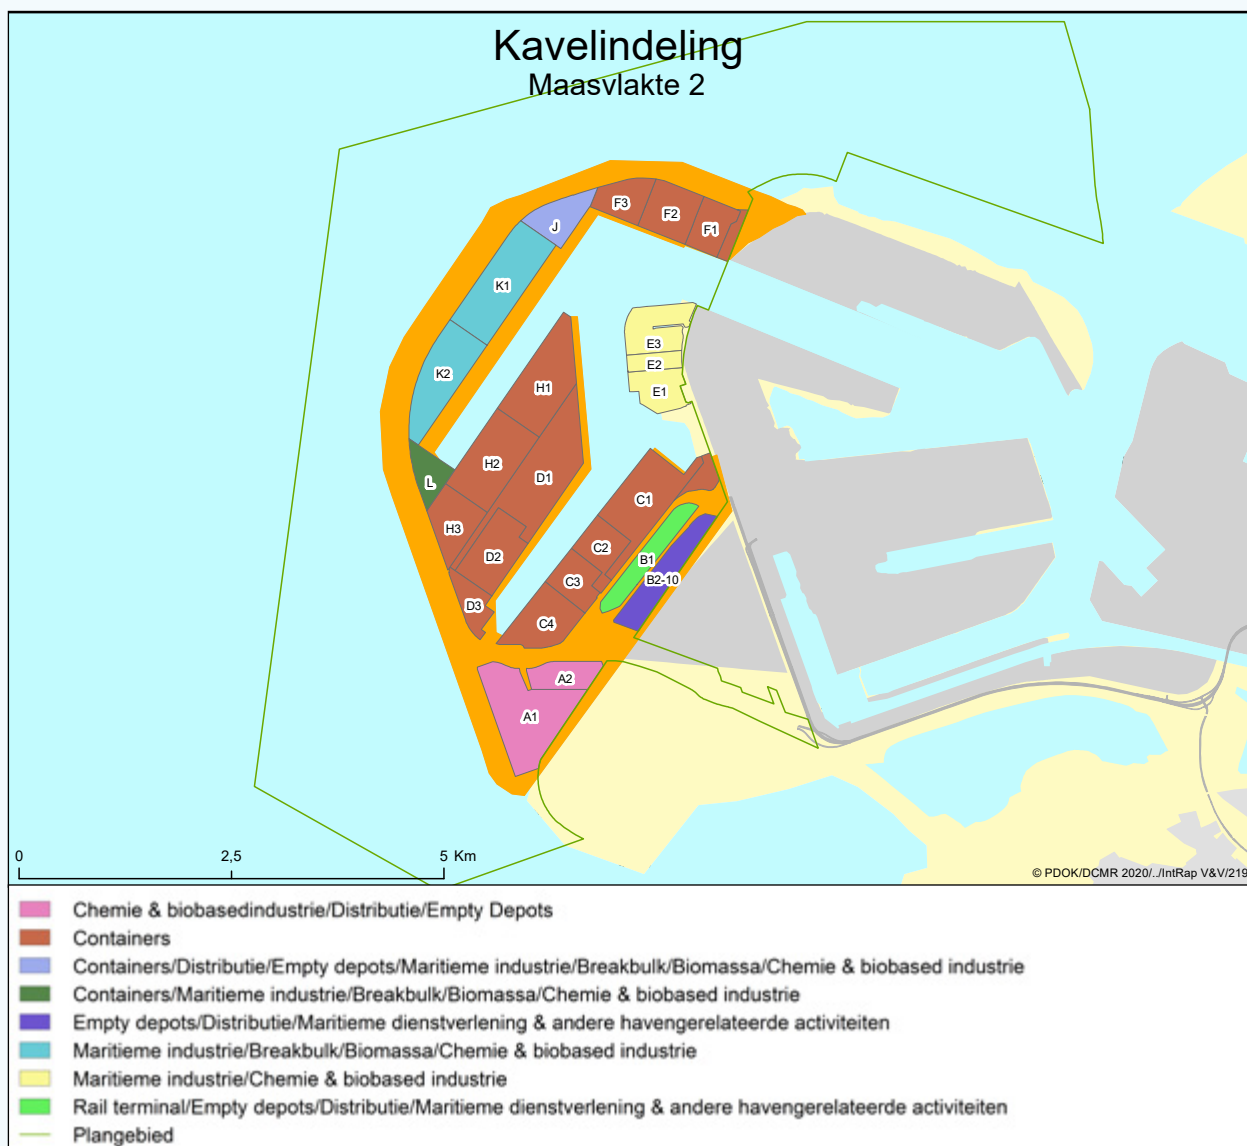 Kavelindeling
Maasvlakte 2
F3
F2
F1
J
K1
K2
E3
E2
E1
H1
H2
D1
L
H3
D2
D3
C1
C2
C3
C4
B1
B2-10
A2
A1
0
2,5
5 Km
© PDOK/DCMR 2020/../IntRap V&V/219
Chemie & biobasedindustrie/Distributie/Empty Depots
Containers
Containers/Distributie/Empty depots/Maritieme industrie/Breakbulk/Biomassa/Chemie & biobased industrie
Containers/Maritieme industrie/Breakbulk/Biomassa/Chemie & biobased industrie
Empty depots/Distributie/Maritieme dienstverlening & andere havengerelateerde activiteiten
Maritieme industrie/Breakbulk/Biomassa/Chemie & biobased industrie
Maritieme industrie/Chemie & biobased industrie
Rail terminal/Empty depots/Distributie/Maritieme dienstverlening & andere havengerelateerde activiteiten
Plangebied